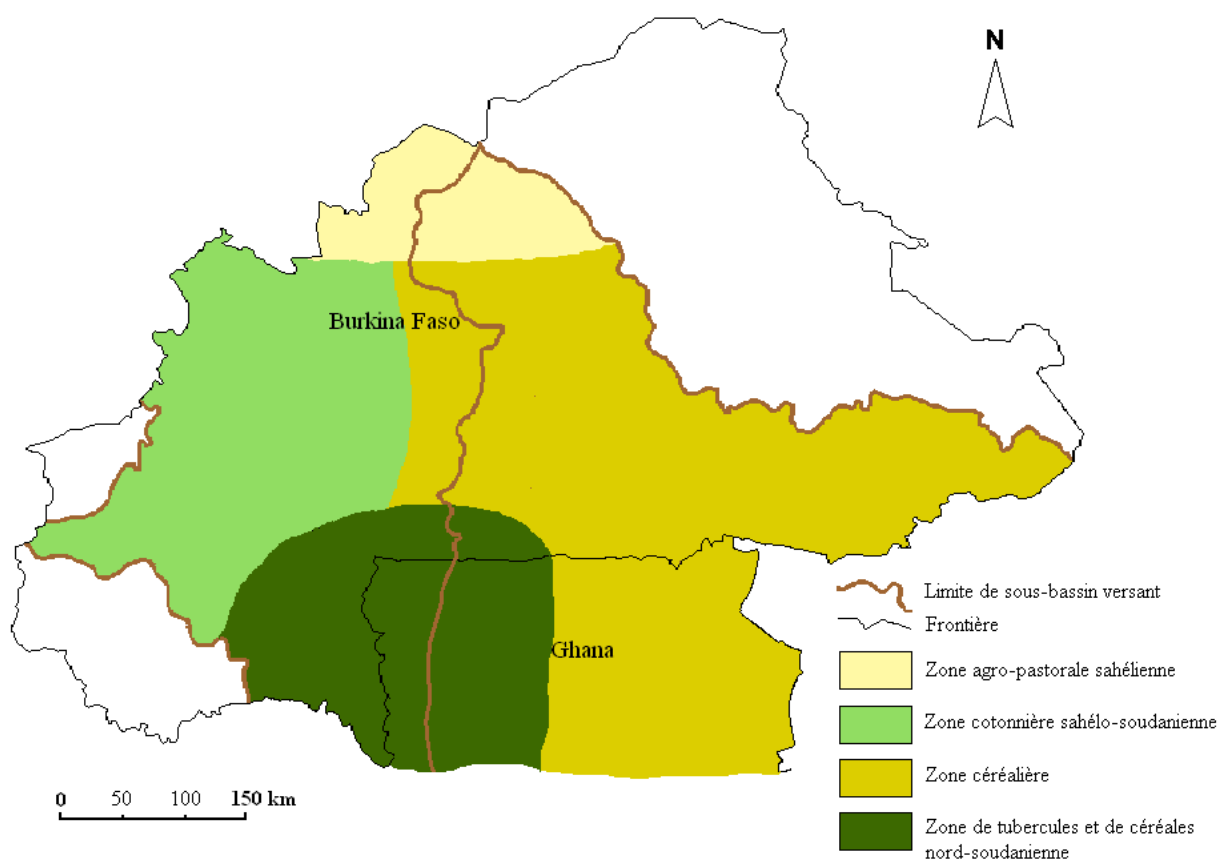 N
Burkina Faso
Ghana
Limite de sous-bassin versant
Frontière
Zone agro-pastorale sahélienne
Zone cotonnière sahélo-soudanienne
Zone céréalière
Zone de tubercules et de céréales
nord-soudanienne
0 50 100 150 km